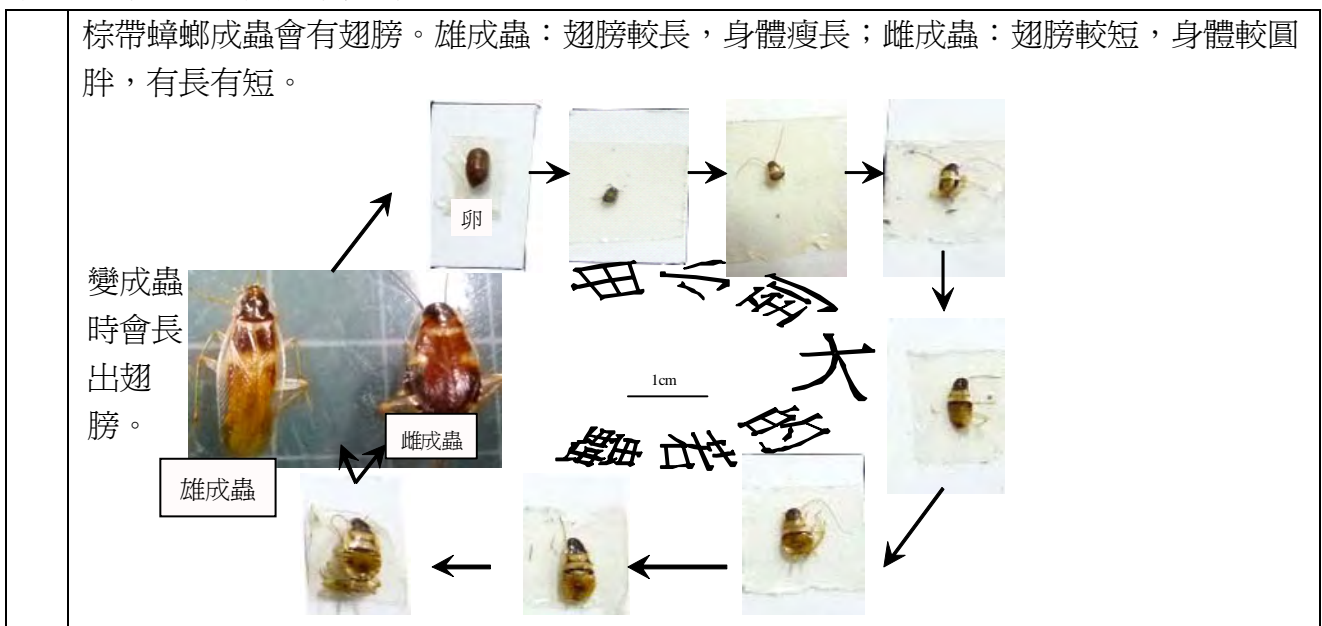 棕帶蟑螂成蟲會有翅膀。雄成蟲：翅膀較長，身體瘦長；雌成蟲：翅膀較短，身體較圓
胖，有長有短。
卵
由小而大
的若蟲
變成蟲
時會長
出翅
膀。
1cm
雌成蟲
雄成蟲